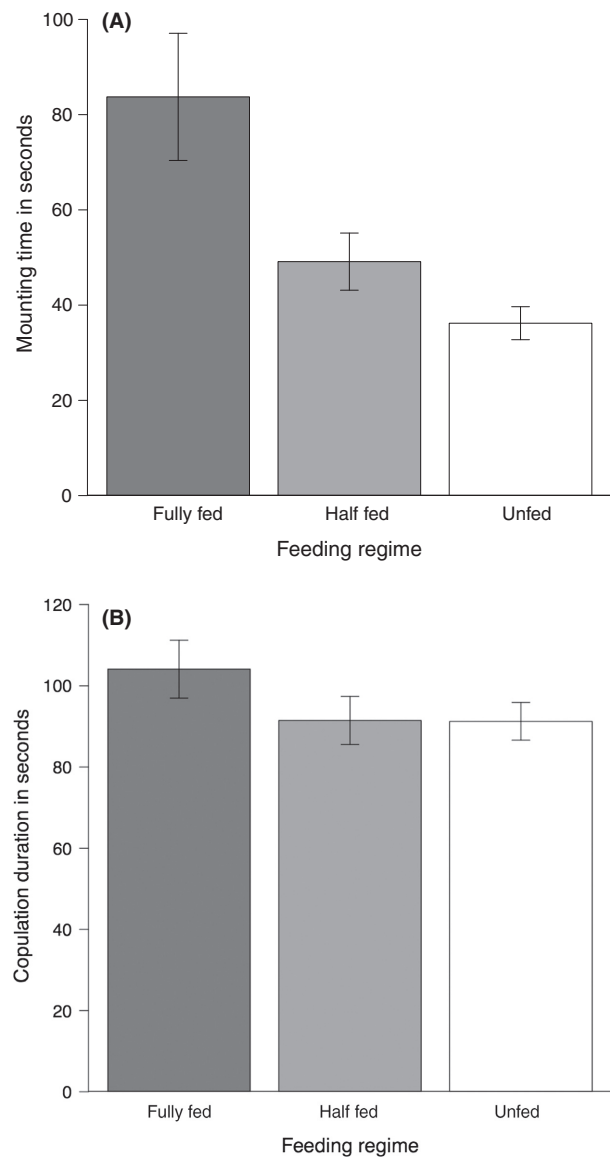 (A)
100
80
60
40
20
0
Mounting time in seconds
Fully fed Half fed Unfed
Feeding regime
(B)
120
100
80
60
40
20
0
Copulation duration in seconds
Fully fed Half fed Unfed
Feeding regime